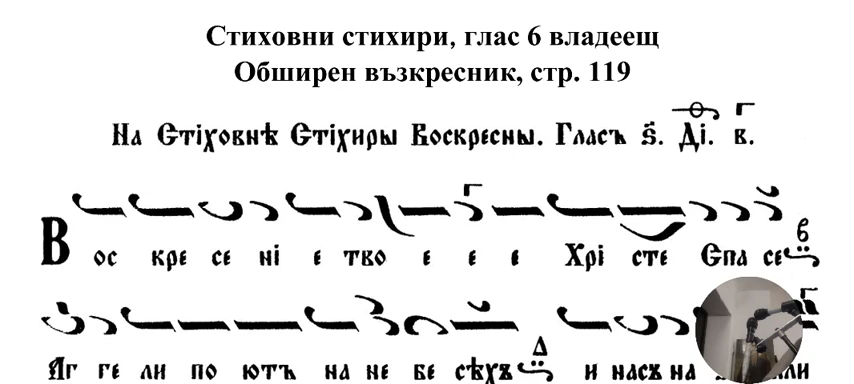 Стиховни стихири, глас 6 владеещ
Обширен възкресник, стр. 119
На Стіховнѣ Стіхиры Воскресны. Гласъ ѕ҃. Ді. в.
Вос кре се ні е тво е е е Хрі сте Спа се в
Аг ге ли по ютъ на не бе сѣхъ Д и насъ на